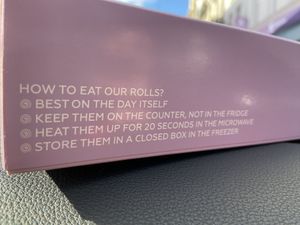 HOW TO EAT OUR ROLLS?
BEST ON THE DAY ITSELF
KEEP THEM ON THE COUNTER, NOT IN THE FRIDGE
HEAT THEM UP FOR 20 SECONDS IN THE MICROWAVE
STORE THEM IN A CLOSED BOX IN THE FREEZER